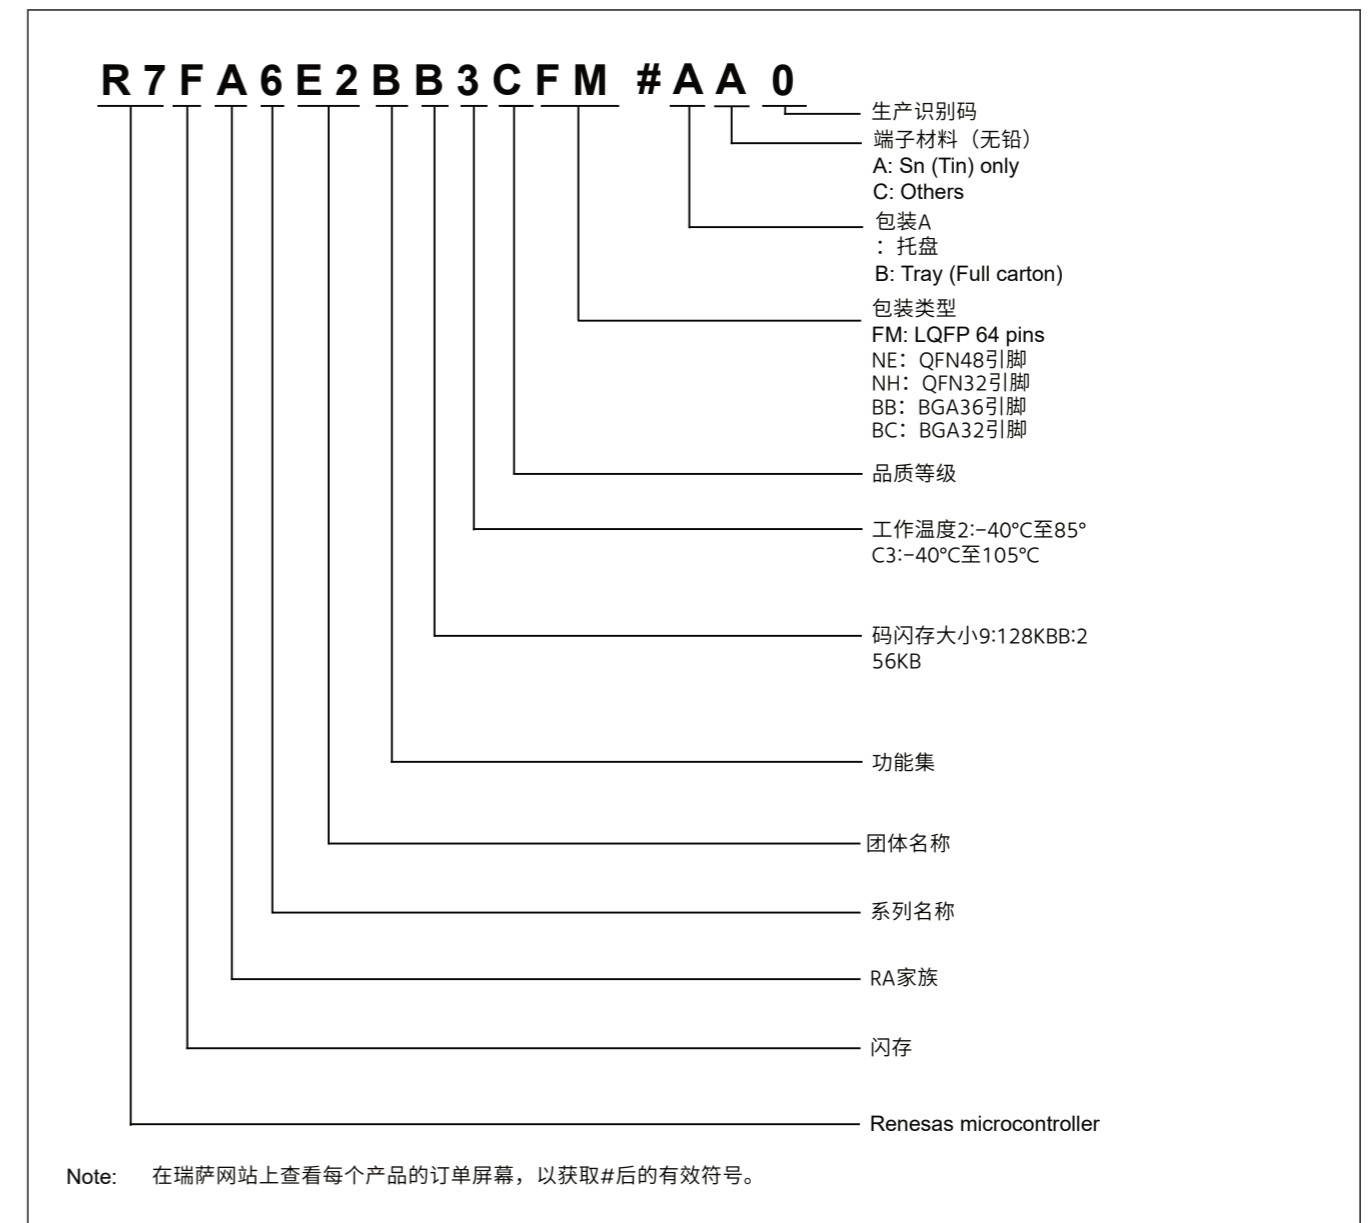 R7FA6E2BB3CFM #AA0
生产识别码
端子材料（无铅）
A: Sn (Tin) only
C: Others
包装A
：托盘
B: Tray (Full carton)
包装类型
FM: LQFP 64 pins
NE：QFN48引脚
NH：QFN32引脚
BB：BGA36引脚
BC：BGA32引脚
品质等级
工作温度2:−40°C至85°
C3:−40°C至105°C
码闪存大小9:128KBB:2
56KB
功能集
团体名称
系列名称
RA家族
闪存
Renesas microcontroller
Note: 在瑞萨网站上查看每个产品的订单屏幕，以获取#后的有效符号。